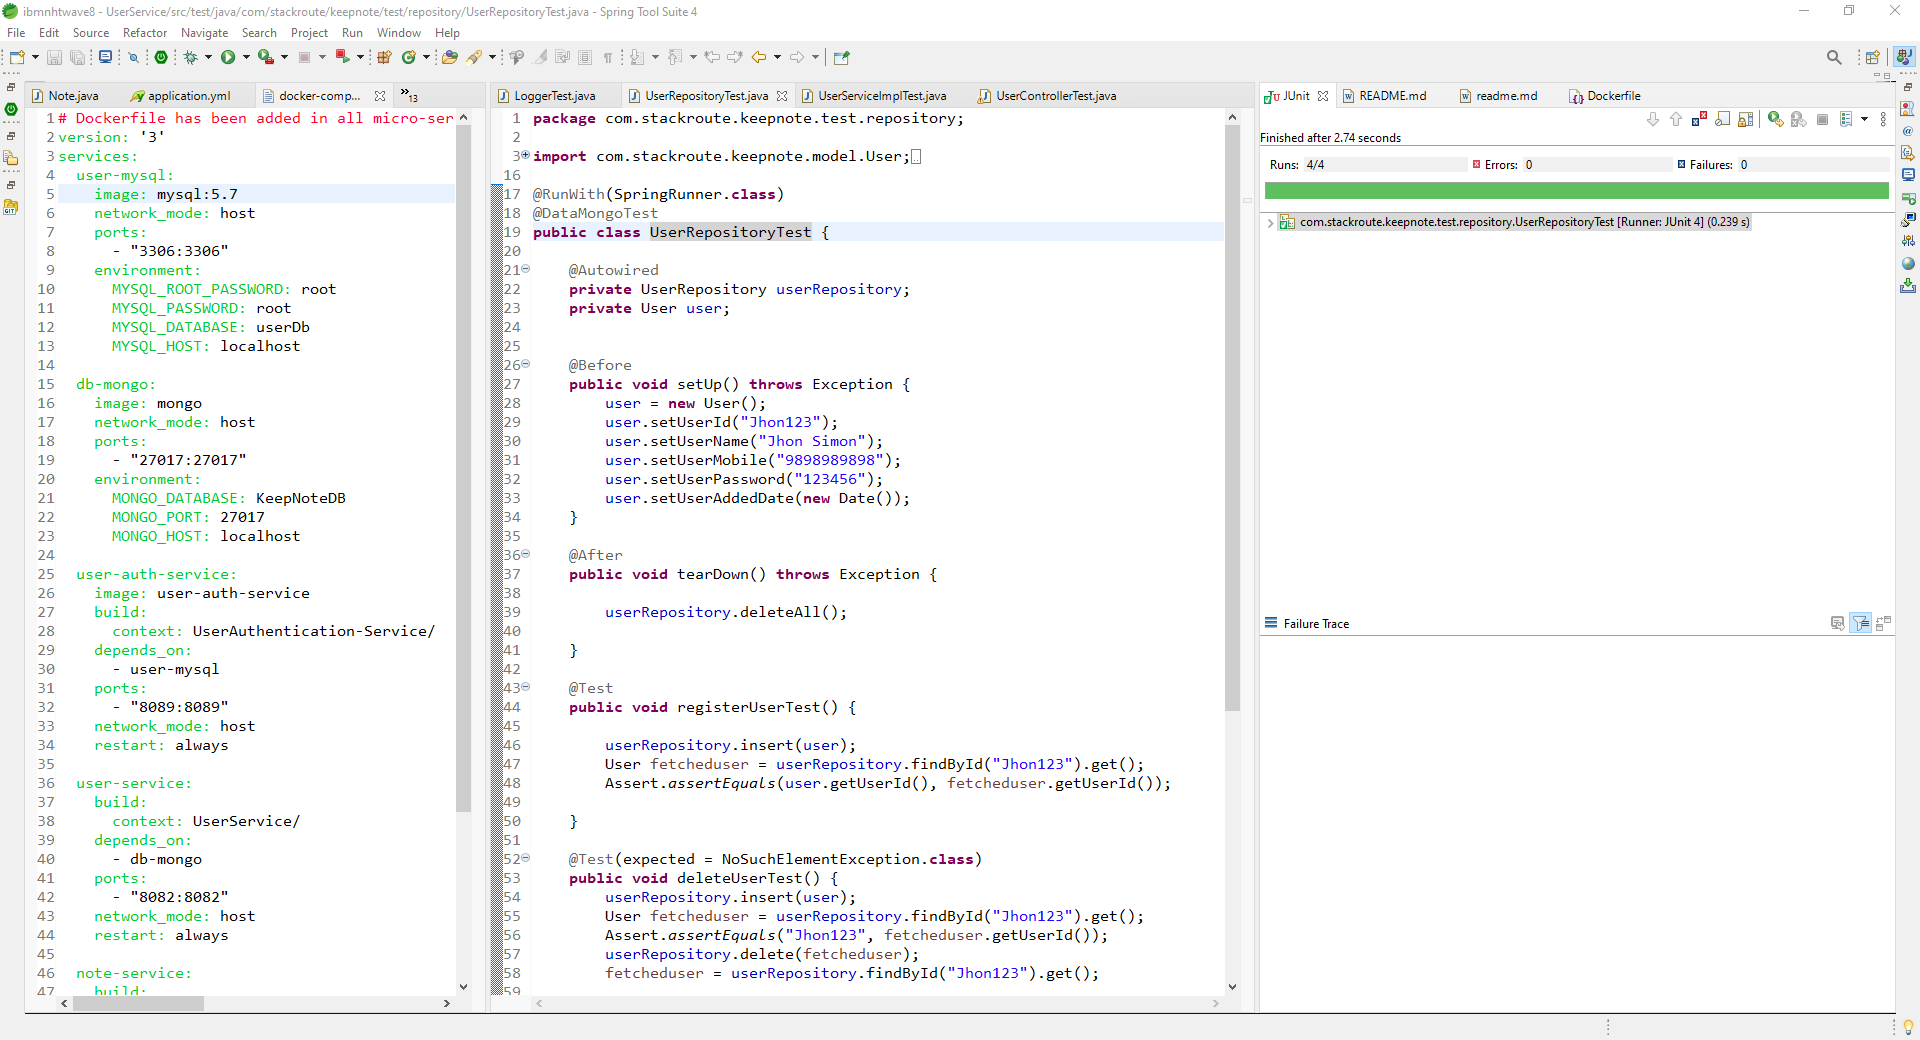 ibmnhtwave8 - UserService/src/test/java/com/stackroute/keepnote/test/repository/UserRepositoryTest.java - Spring Tool Suite 4
File Edit Source Refactor Navigate Search Project Run Window Help
Note.java application.yml docker-comp... »13
1 # Dockerfile has been added in all micro-ser
2 version: '3'
3 services:
4 user-mysql:
5 image: mysql:5.7
6 network_mode: host
7 ports:
8 - "3306:3306"
9 environment:
10 MYSQL_ROOT_PASSWORD: root
11 MYSQL_PASSWORD: root
12 MYSQL_DATABASE: userDb
13 MYSQL_HOST: localhost
14
15 db-mongo:
16 image: mongo
17 network_mode: host
18 ports:
19 - "27017:27017"
20 environment:
21 MONGO_DATABASE: KeepNoteDB
22 MONGO_PORT: 27017
23 MONGO_HOST: localhost
24
25 user-auth-service:
26 image: user-auth-service
27 build:
28 context: UserAuthentication-Service/
29 depends_on:
30 - user-mysql
31 ports:
32 - "8089:8089"
33 network_mode: host
34 restart: always
35
36 user-service:
37 build:
38 context: UserService/
39 depends_on:
40 - db-mongo
41 ports:
42 - "8082:8082"
43 network_mode: host
44 restart: always
45
46 note-service:
47 build:
LoggerTest.java UserRepositoryTest.java UserServiceImplTest.java UserControllerTest.java
1 package com.stackroute.keepnote.test.repository;
2
3 import com.stackroute.keepnote.model.User;
16
17 @RunWith(SpringRunner.class)
18 @DataMongoTest
19 public class UserRepositoryTest {
20
21 @Autowired
22 private UserRepository userRepository;
23 private User user;
24
25
26 @Before
27 public void setUp() throws Exception {
28 user = new User();
29 user.setUserId("Jhon123");
30 user.setUserName("Jhon Simon");
31 user.setUserMobile("9898989898");
32 user.setUserPassword("123456");
33 user.setUserAddedDate(new Date());
34 }
35
36 @After
37 public void tearDown() throws Exception {
38
39 userRepository.deleteAll();
40
41 }
42
43 @Test
44 public void registerUserTest() {
45
46 userRepository.insert(user);
47 User fetcheduser = userRepository.findById("Jhon123").get();
48 Assert.assertEquals(user.getUserId(), fetcheduser.getUserId());
49
50 }
51
52 @Test(expected = NoSuchElementException.class)
53 public void deleteUserTest() {
54 userRepository.insert(user);
55 User fetcheduser = userRepository.findById("Jhon123").get();
56 Assert.assertEquals("Jhon123", fetcheduser.getUserId());
57 userRepository.delete(fetcheduser);
58 fetcheduser = userRepository.findById("Jhon123").get();
59
JUnit README.md readme.md Dockerfile
Finished after 2.74 seconds
Runs: 4/4 Errors: 0 Failures: 0
com.stackroute.keepnote.test.repository.UserRepositoryTest [Runner: JUnit 4] (0.239 s)
Failure Trace